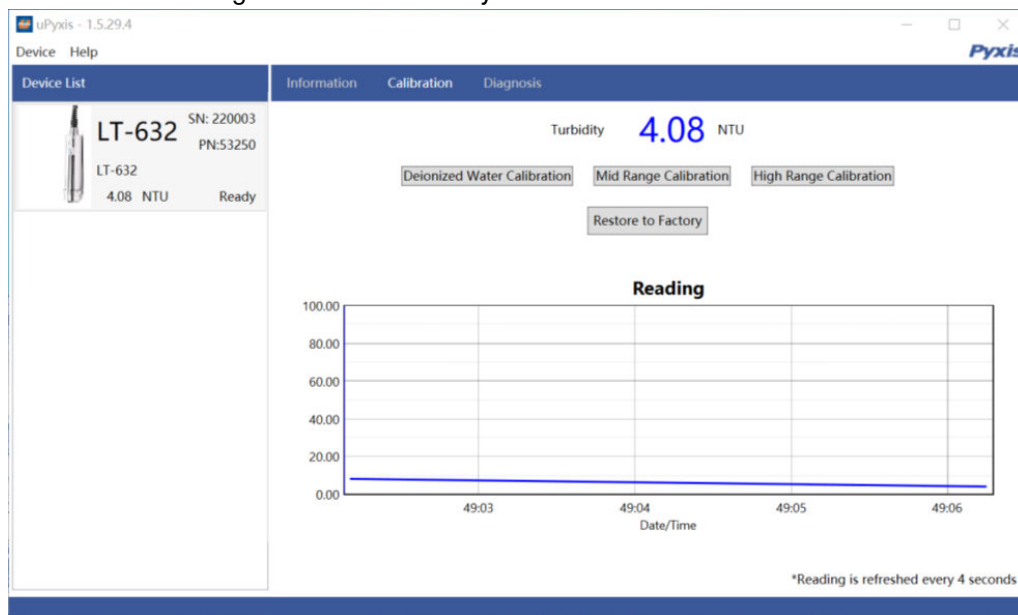 uPyxis - 1.5.29.4
Device Help
Pyxis
Device List
Information Calibration Diagnosis
LT-632
SN: 220003
PN:53250
LT-632
4.08 NTU Ready
Turbidity 4.08 NTU
Deionized Water Calibration Mid Range Calibration High Range Calibration
Restore to Factory
Reading
100.00
80.00
60.00
40.00
20.00
0.00
49:03 49:04 49:05 49:06
Date/Time
*Reading is refreshed every 4 seconds